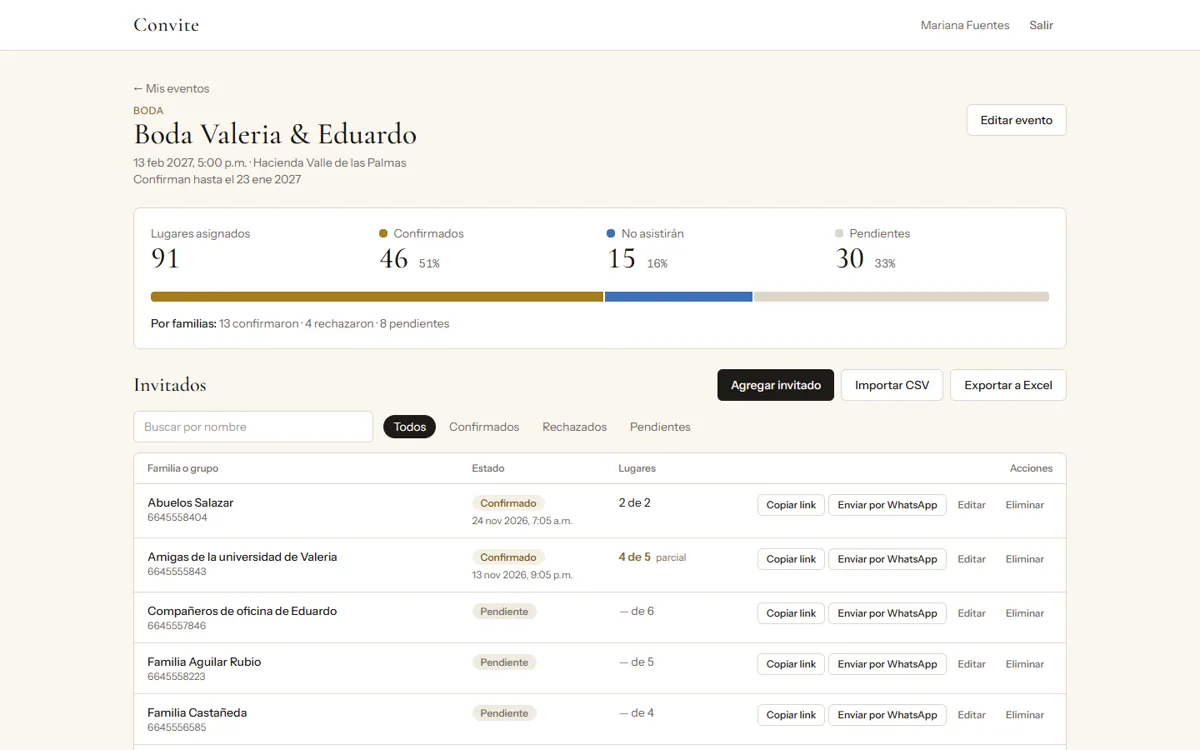 Convite
Mariana Fuentes Salir
← Mis eventos
BODA
Boda Valeria & Eduardo
Editar evento
13 feb 2027, 5:00 p.m. · Hacienda Valle de las Palmas
Confirman hasta el 23 ene 2027
Lugares asignados Confirmados No asistirán Pendientes
91 46 51% 15 16% 30 33%
Por familias: 13 confirmaron · 4 rechazaron · 8 pendientes
Invitados
Agregar invitado Importar CSV Exportar a Excel
Buscar por nombre Todos Confirmados Rechazados Pendientes
Familia o grupo Estado Lugares Acciones
Abuelos Salazar Confirmado 2 de 2 Copiar link Enviar por WhatsApp Editar Eliminar
6645558404 24 nov 2026, 7:05 a.m.
Amigas de la universidad de Valeria Confirmado 4 de 5 parcial Copiar link Enviar por WhatsApp Editar Eliminar
6645555843 13 nov 2026, 9:05 p.m.
Compañeros de oficina de Eduardo Pendiente — de 6 Copiar link Enviar por WhatsApp Editar Eliminar
6645557846
Familia Aguilar Rubio Pendiente — de 5 Copiar link Enviar por WhatsApp Editar Eliminar
6645558223
Familia Castañeda Pendiente — de 4 Copiar link Enviar por WhatsApp Editar Eliminar
6645556585